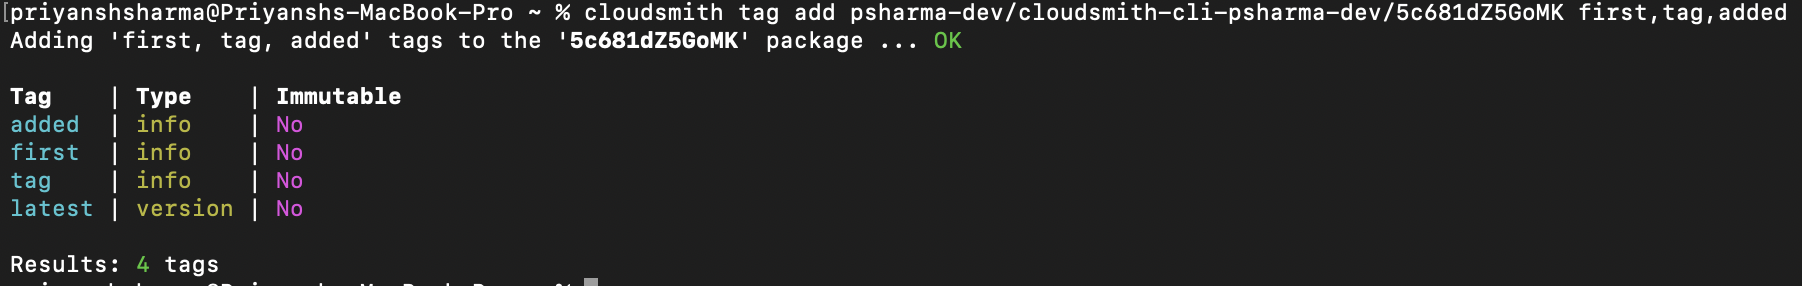 [priyanshsharma@Priyanshs-MacBook-Pro ~ % cloudsmith tag add psharma-dev/cloudsmith-cli-psharma-dev/5c681dZ5GoMK first,tag,added
Adding 'first, tag, added' tags to the '5c681dZ5GoMK' package ... OK
Tag    | Type    | Immutable
added  | info    | No
first  | info    | No
tag    | info    | No
latest | version | No
Results: 4 tags